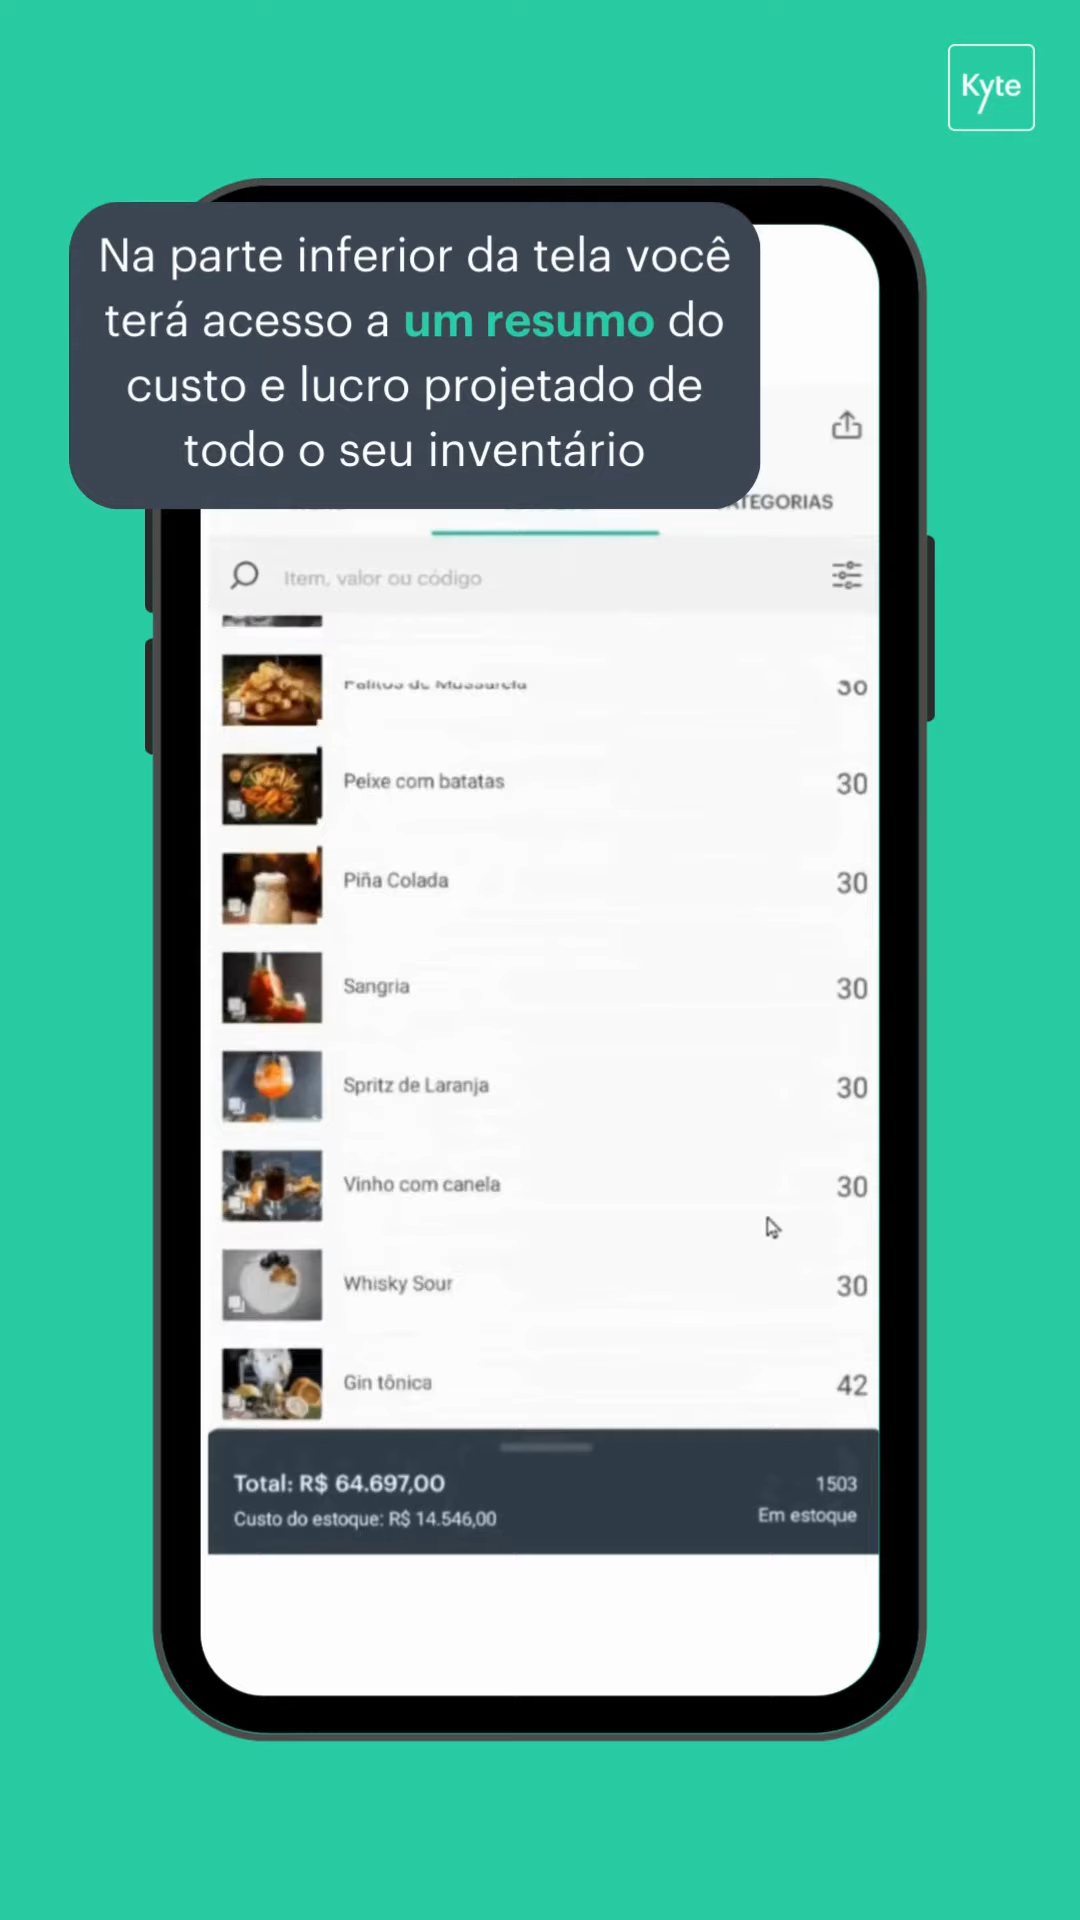 Kyte
Na parte inferior da tela você
terá acesso a um resumo do
custo e lucro projetado de
todo o seu inventário
ATEGORIAS
Item, valor ou código
Palitos de Mussarela 30
Peixe com batatas 30
Piña Colada 30
Sangria 30
Spritz de Laranja 30
Vinho com canela 30
Whisky Sour 30
Gin tônica 42
Total: R$ 64.697,00 1503
Custo do estoque: R$ 14.546,00 Em estoque